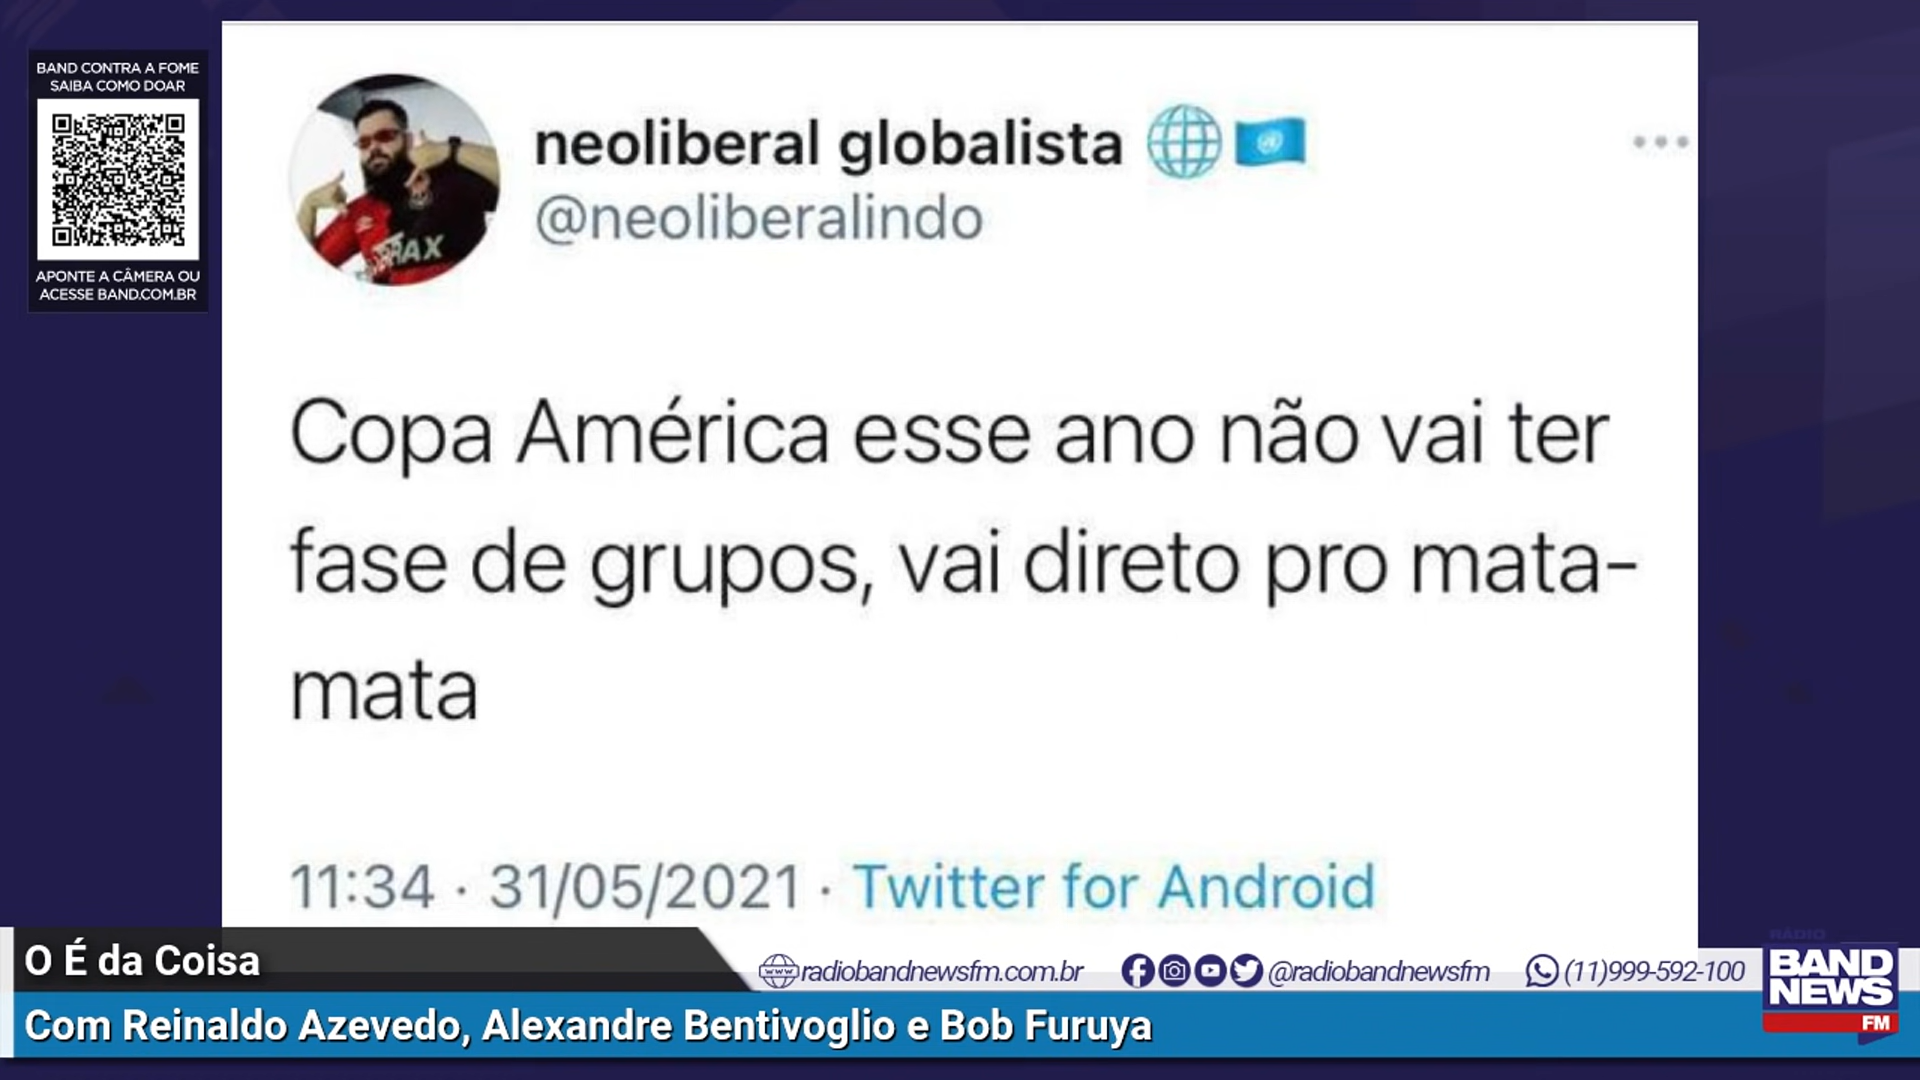 BAND CONTRA A FOME
SAIBA COMO DOAR
APONTE A CÂMERA OU
ACESSE BAND.COM.BR
neoliberal globalista
@neoliberalindo
Copa América esse ano não vai ter
fase de grupos, vai direto pro mata-
mata
11:34 · 31/05/2021 · Twitter for Android
O É da Coisa
www radiobandnewsfm.com.br @radiobandnewsfm (11)999-592-100
Com Reinaldo Azevedo, Alexandre Bentivoglio e Bob Furuya
RÁDIO
BAND
NEWS
FM